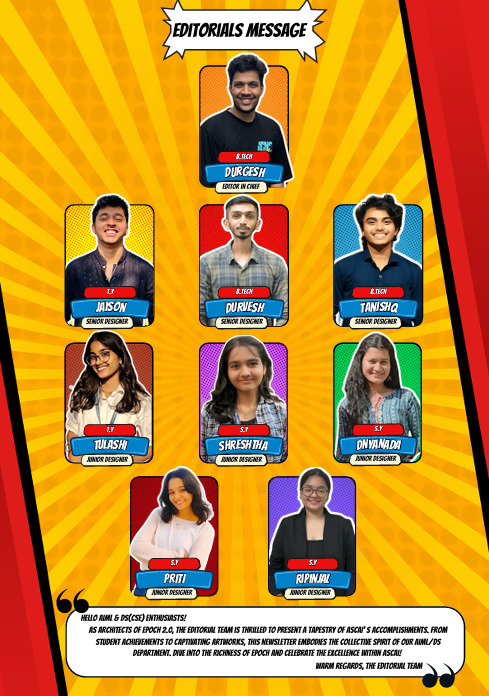 EDITORIALS MESSAGE
B.TECH
DURGESH
EDITOR IN CHIEF
T.Y
JAISON
SENIOR DESIGNER
B.TECH
DURVESH
SENIOR DESIGNER
B.TECH
TANISHQ
SENIOR DESIGNER
T.Y
TULASHI
JUNIOR DESIGNER
S.Y
SHRESHTHA
JUNIOR DESIGNER
S.Y
DNYANADA
JUNIOR DESIGNER
S.Y
PRITI
JUNIOR DESIGNER
S.Y
RIPINJAL
JUNIOR DESIGNER
❝
HELLO AIML & DS(CSE) ENTHUSIASTS!
AS ARCHITECTS OF EPOCH 2.0, THE EDITORIAL TEAM IS THRILLED TO PRESENT A TAPESTRY OF ASCAI'S ACCOMPLISHMENTS. FROM
STUDENT ACHIEVEMENTS TO CAPTIVATING ARTWORKS, THIS NEWSLETTER EMBODIES THE COLLECTIVE SPIRIT OF OUR AIML/DS
DEPARTMENT. DIVE INTO THE RICHNESS OF EPOCH AND CELEBRATE THE EXCELLENCE WITHIN ASCAI!
WARM REGARDS, THE EDITORIAL TEAM
❞